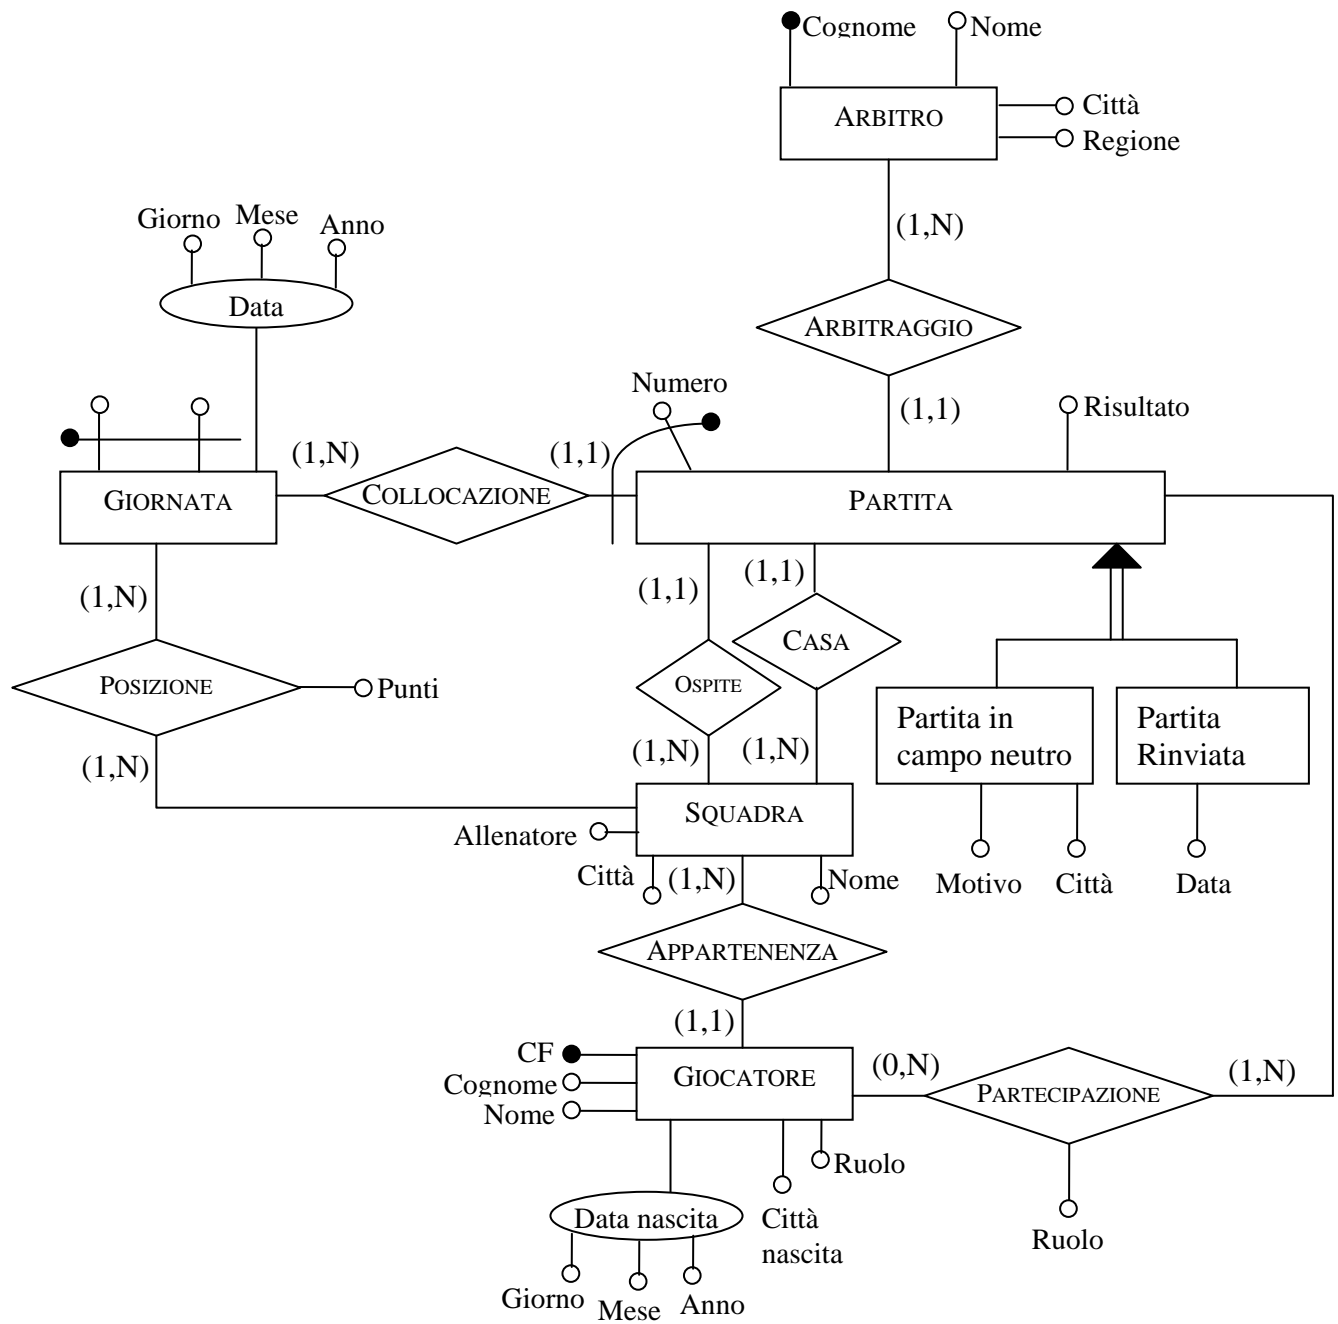 Cognome
Nome
ARBITRO
Città
Regione
(1,N)
Giorno
Mese
Anno
Data
ARBITRAGGIO
Numero
(1,1)
Risultato
(1,N)
(1,1)
GIORNATA
COLLOCAZIONE
PARTITA
(1,N)
(1,1)
(1,1)
CASA
POSIZIONE
Punti
OSPITE
(1,N)
(1,N)
(1,N)
Partita in
campo neutro
Partita
Rinviata
SQUADRA
Allenatore
Città
(1,N)
Nome
Motivo
Città
Data
APPARTENENZA
(1,1)
CF
Cognome
Nome
GIOCATORE
(0,N)
PARTECIPAZIONE
(1,N)
Ruolo
Data nascita
Città
nascita
Ruolo
Giorno
Mese
Anno